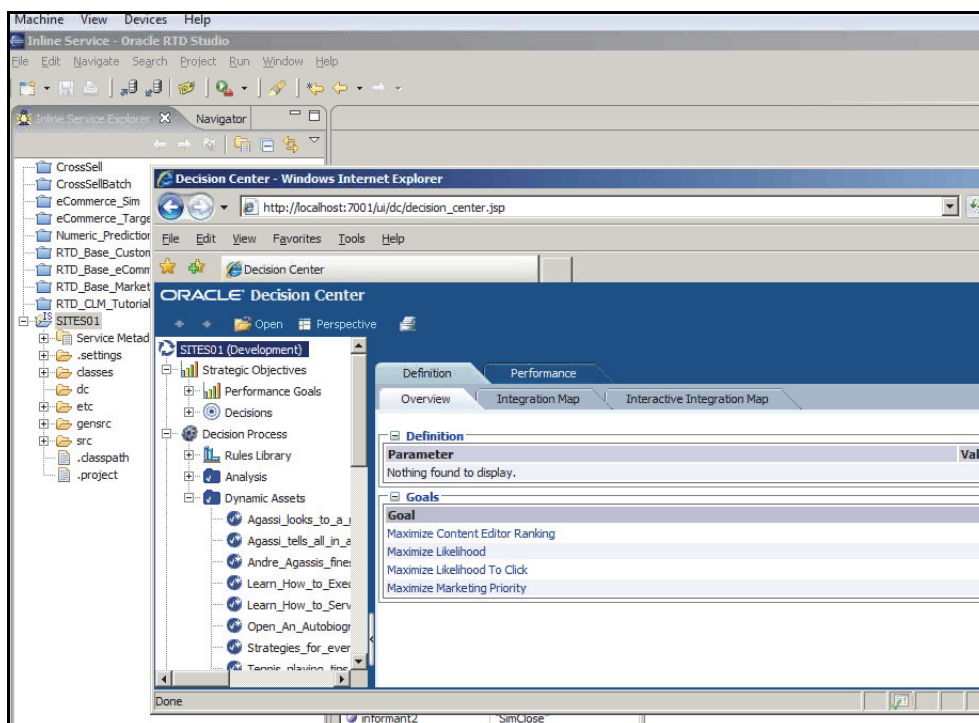 Machine View Devices Help
Inline Service - Oracle RTD Studio
File Edit Navigate Search Project Run Window Help
Inline Service Explorer Navigator
CrossSell
CrossSellBatch
eCommerce_Sim
eCommerce_Targe
Numeric_Prediction
RTD_Base_Custom
RTD_Base_eComm
RTD_Base_Market
RTD_CLM_Tutorial
SITES01
Service Metad
.settings
classes
dc
etc
gensrc
src
.classpath
.project
Decision Center - Windows Internet Explorer
http://localhost:7001/ui/dc/decision_center.jsp
File Edit View Favorites Tools Help
Decision Center
ORACLE Decision Center
Open Perspective
SITES01 (Development)
Strategic Objectives
Performance Goals
Decisions
Decision Process
Rules Library
Analysis
Dynamic Assets
Agassi_looks_to_a_
Agassi_tells_all_in_a
Andre_Agassis_fines
Learn_How_to_Exec
Learn_How_to_Serv
Open_An_Autobiogr
Strategies_for_ever
Tennis_playing_tips
Definition Performance
Overview Integration Map Interactive Integration Map
Definition
Parameter Val
Nothing found to display.
Goals
Goal
Maximize Content Editor Ranking
Maximize Likelihood
Maximize Likelihood To Click
Maximize Marketing Priority
Done
informant2 "SimClose"